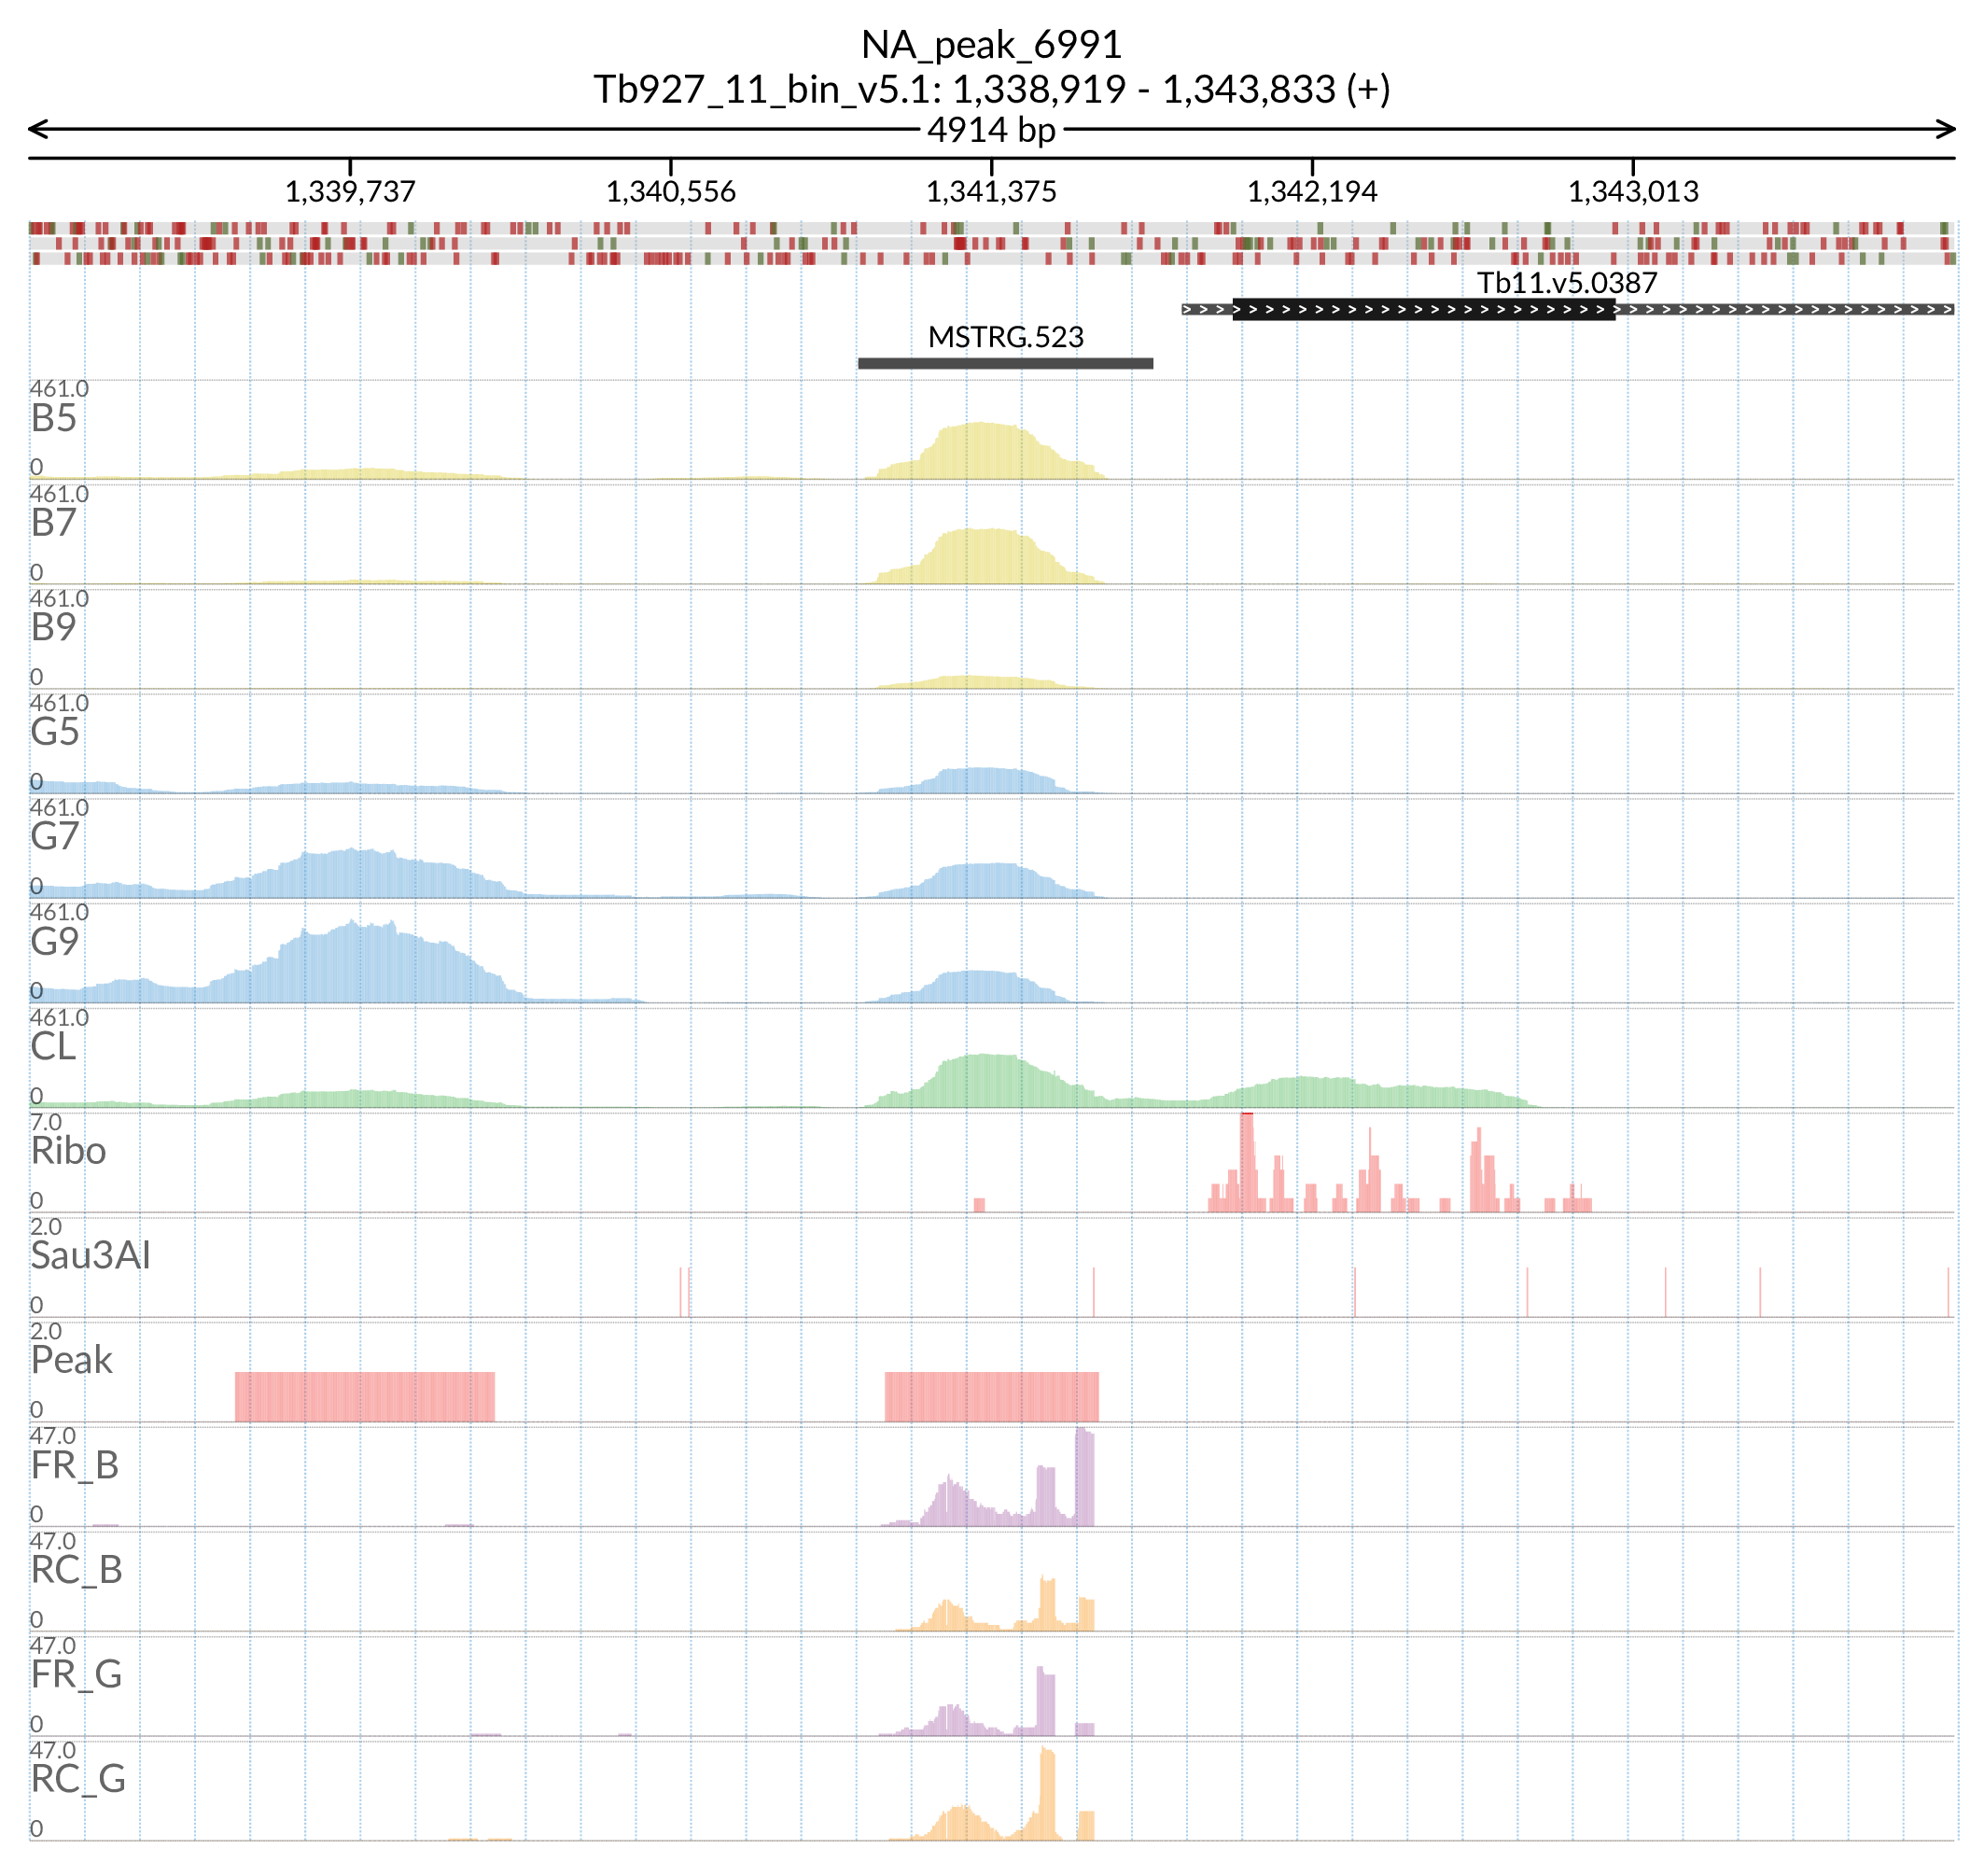 NA_peak_6991
Tb927_11_bin_v5.1: 1,338,919 - 1,343,833 (+)
4914 bp
1,339,737 1,340,556 1,341,375 1,342,194 1,343,013
Tb11.v5.0387
MSTRG.523
461.0
B5
0
461.0
B7
0
461.0
B9
0
461.0
G5
0
461.0
G7
0
461.0
G9
0
461.0
CL
0
7.0
Ribo
0
2.0
Sau3AI
0
2.0
Peak
0
47.0
FR_B
0
47.0
RC_B
0
47.0
FR_G
0
47.0
RC_G
0